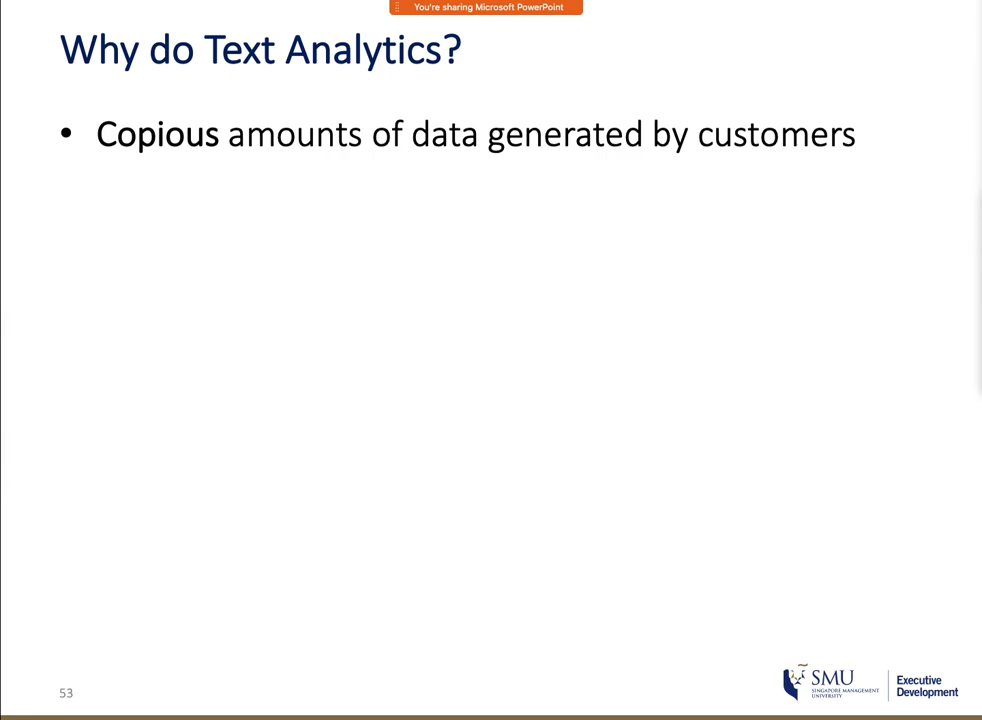 You're sharing Microsoft PowerPoint
Why do Text Analytics?
• Copious amounts of data generated by customers
53
SMU
SINGAPORE MANAGEMENT
UNIVERSITY
Executive
Development